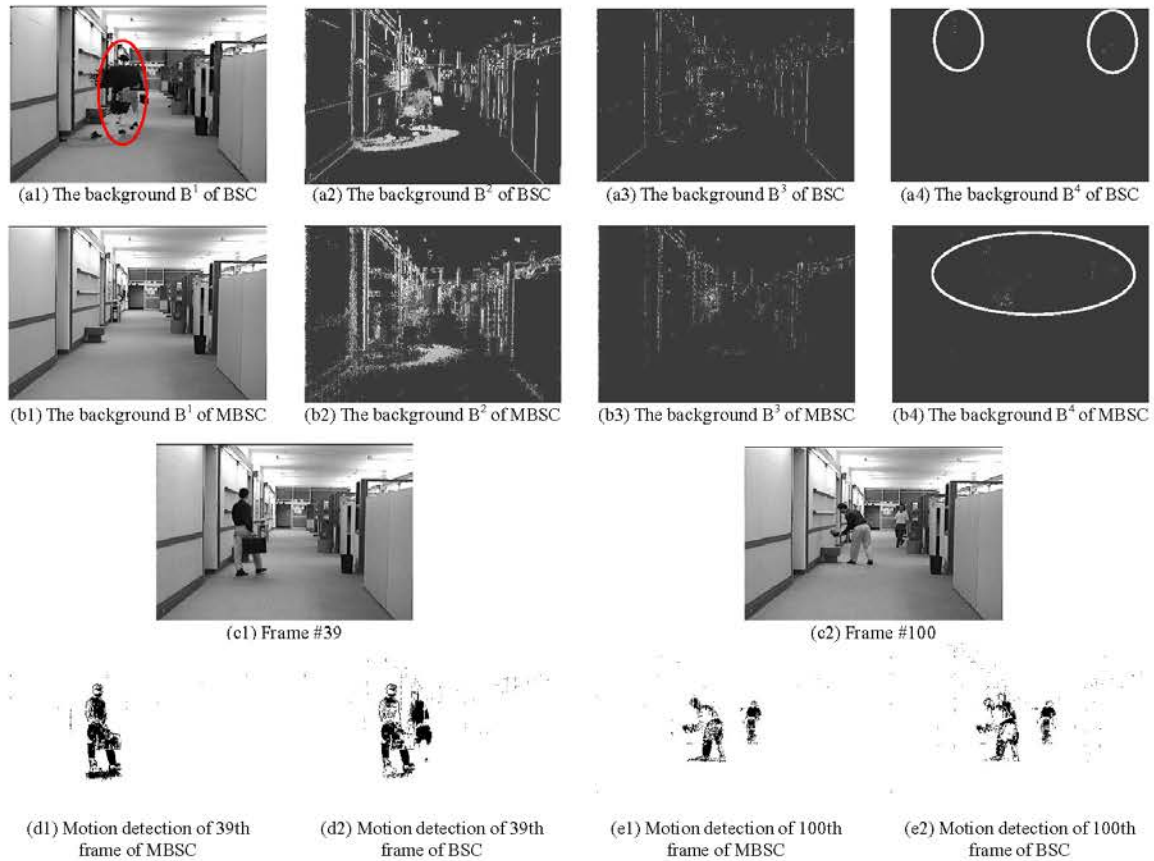 (a1) The background B¹ of BSC
(a2) The background B² of BSC
(a3) The background B³ of BSC
(a4) The background B⁴ of BSC
(b1) The background B¹ of MBSC
(b2) The background B² of MBSC
(b3) The background B³ of MBSC
(b4) The background B⁴ of MBSC
(c1) Frame #39
(c2) Frame #100
(d1) Motion detection of 39th
frame of MBSC
(d2) Motion detection of 39th
frame of BSC
(e1) Motion detection of 100th
frame of MBSC
(e2) Motion detection of 100th
frame of BSC